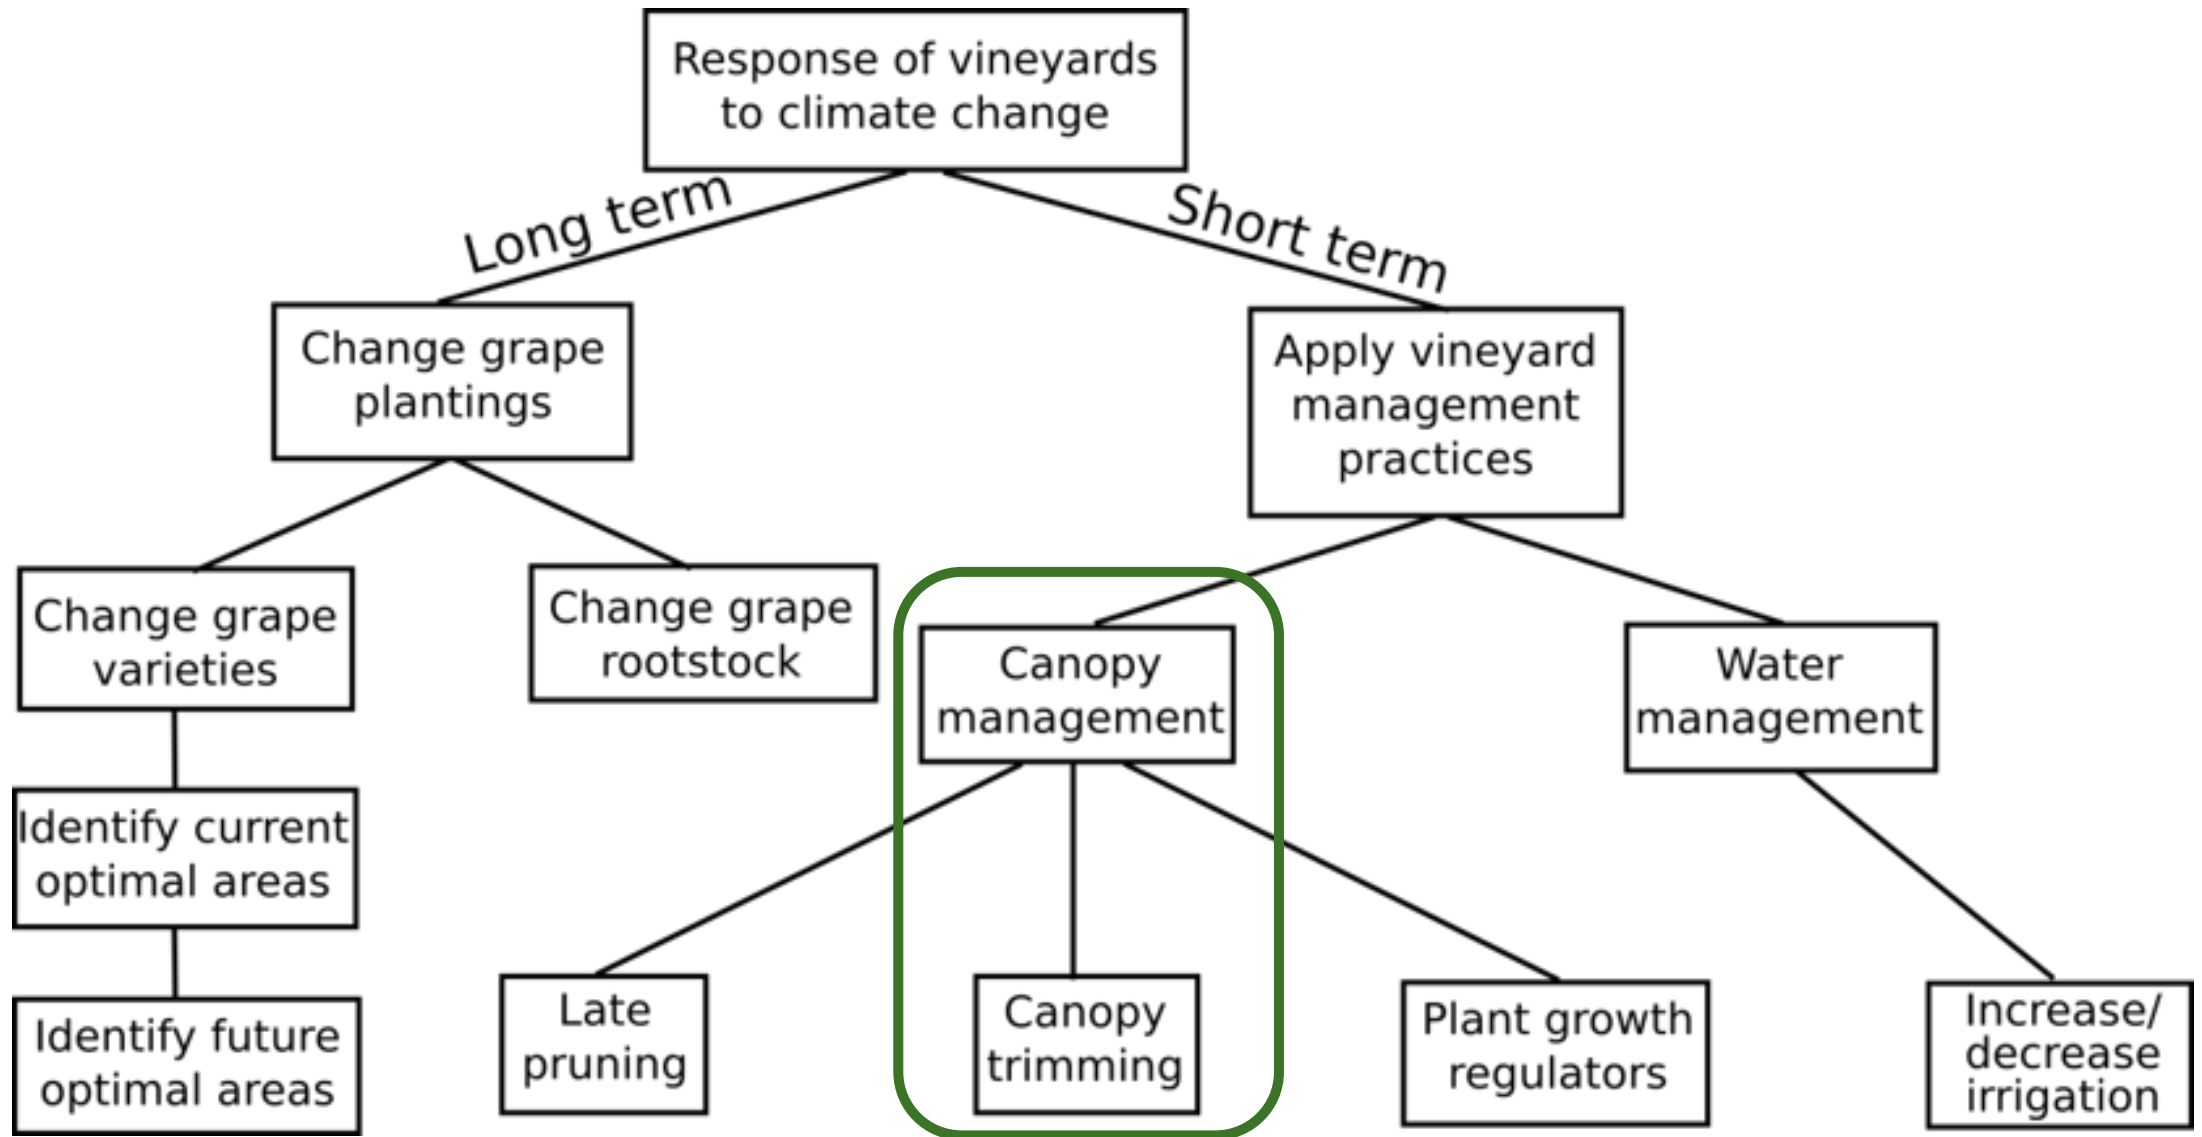 Response of vineyards
to climate change
Long term
Short term
Change grape
plantings
Apply vineyard
management
practices
Change grape
varieties
Change grape
rootstock
Canopy
management
Water
management
Identify current
optimal areas
Identify future
optimal areas
Late
pruning
Canopy
trimming
Plant growth
regulators
Increase/
decrease
irrigation